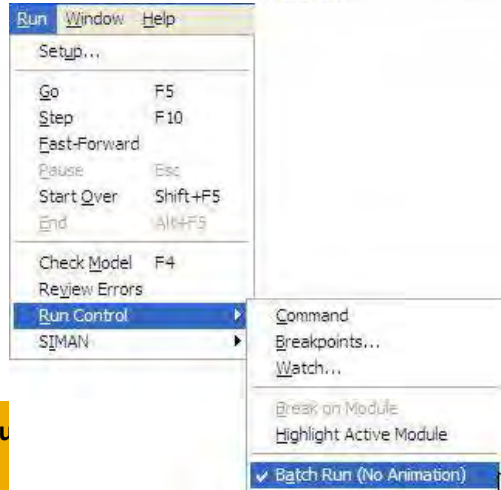 Run Window Help
Setup...
Go F5
Step F10
Fast-Forward
Pause Esc
Start Over Shift+F5
End Alt+F5
Check Model F4
Review Errors
Run Control
SIMAN
Command
Breakpoints...
Watch...
Break on Module
Highlight Active Module
Batch Run (No Animation)